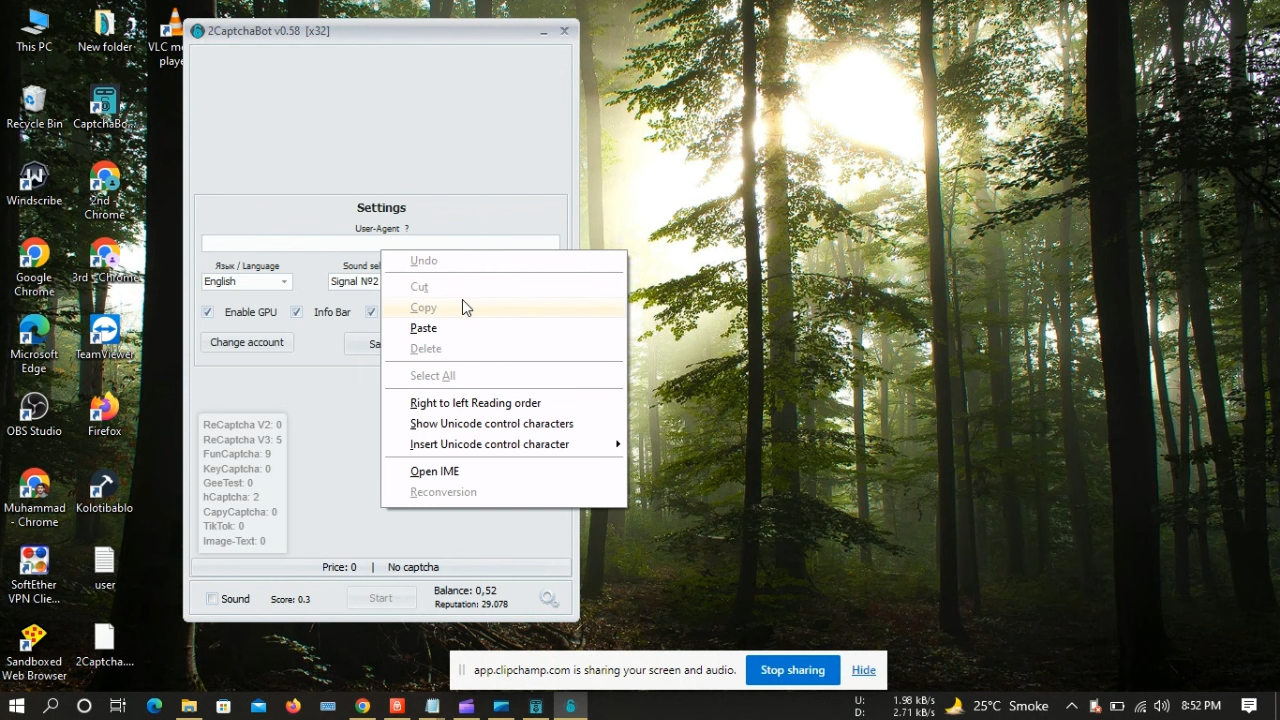 This PC
New folder
VLC me
playe
Recycle Bin
CaptchaBo...
Windscribe
2nd -
Chrome
Google
Chrome
3rd - Chrome
Microsoft
Edge
TeamViewer
OBS Studio
Firefox
Muhammad
- Chrome
Kolotibablo
SoftEther
VPN Clie...
user
Sandboxed
Web Browser
2Captcha....
2CaptchaBot v0.58 [x32]
Settings
User-Agent ?
Язык / Language
Sound sel
English
Signal №2
Enable GPU
Info Bar
Change account
Sa
Undo
Cut
Copy
Paste
Delete
Select All
Right to left Reading order
Show Unicode control characters
Insert Unicode control character
Open IME
Reconversion
ReCaptcha V2: 0
ReCaptcha V3: 5
FunCaptcha: 9
KeyCaptcha: 0
GeeTest: 0
hCaptcha: 2
CapyCaptcha: 0
TikTok: 0
Image-Text: 0
Price: 0 | No captcha
Sound
Score: 0.3
Start
Balance: 0,52
Reputation: 29.078
app.clipchamp.com is sharing your screen and audio.
Stop sharing
Hide
U: 1.98 kB/s
D: 2.71 kB/s
25°C Smoke
8:52 PM